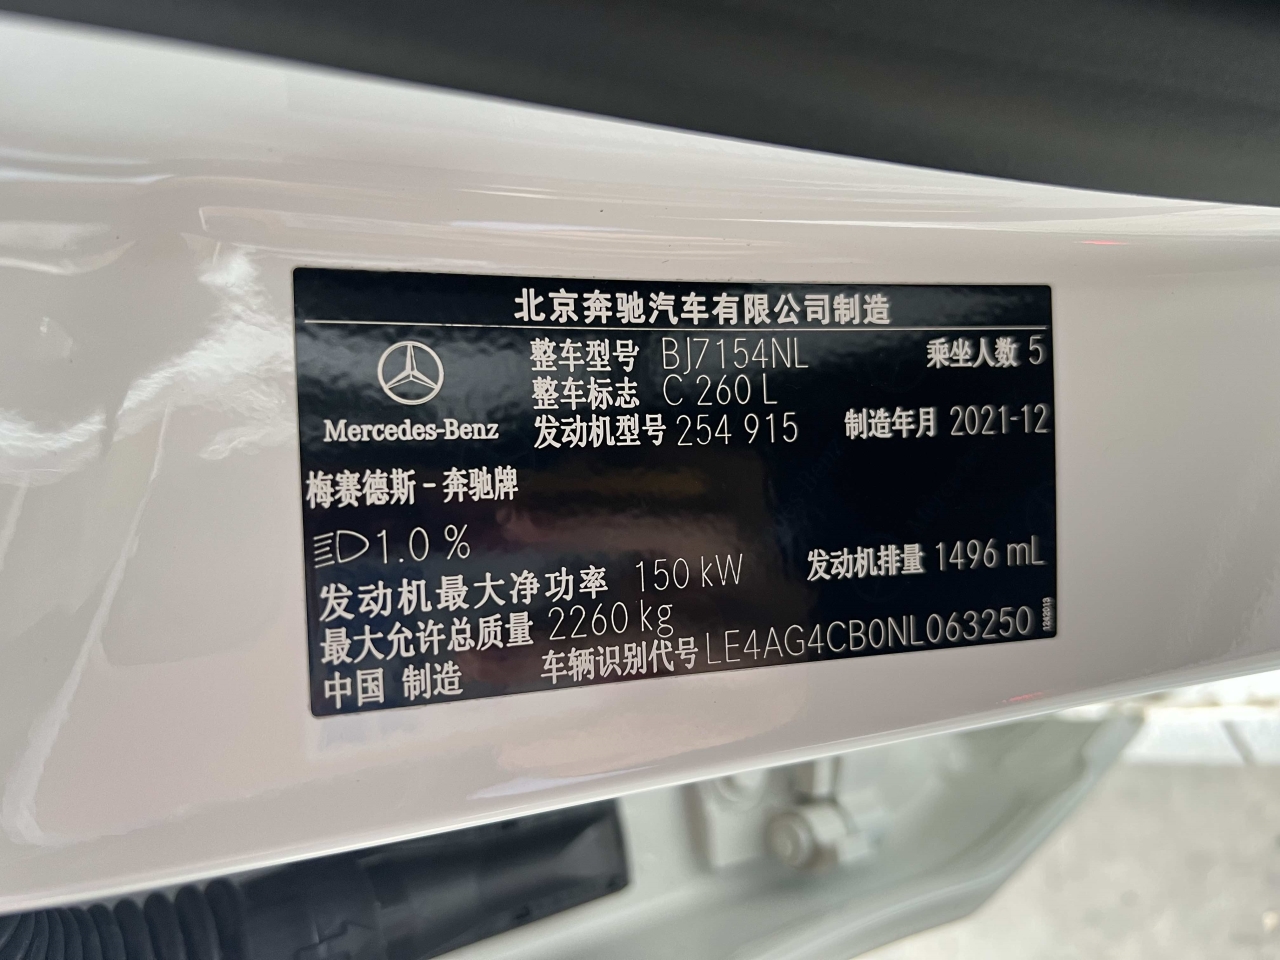 北京奔驰汽车有限公司制造
整车型号 BJ7154NL 乘坐人数 5
整车标志 C 260 L
Mercedes-Benz 发动机型号 254 915 制造年月 2021-12
梅赛德斯-奔驰牌
1.0 %
发动机最大净功率 150 kW 发动机排量 1496 mL
最大允许总质量 2260 kg
中国 制造 车辆识别代号 LE4AG4CB0NL063250
1242013